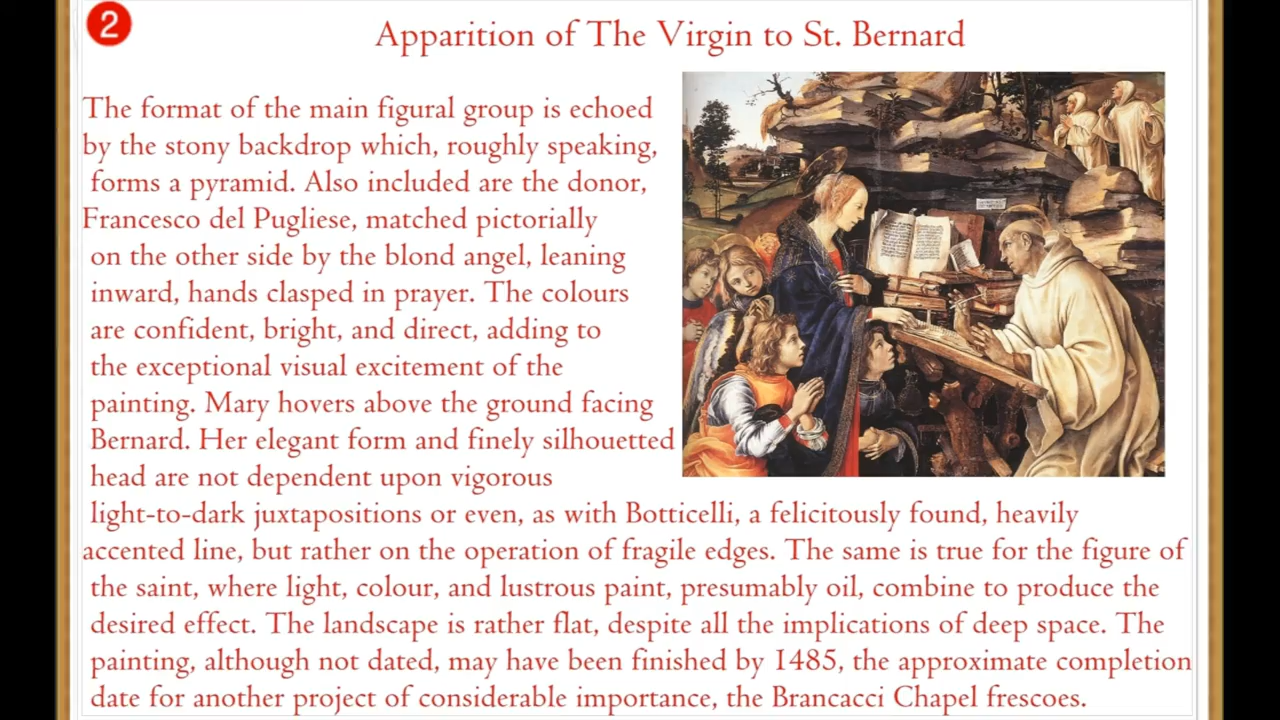 2
Apparition of The Virgin to St. Bernard
The format of the main figural group is echoed
by the stony backdrop which, roughly speaking,
forms a pyramid. Also included are the donor,
Francesco del Pugliese, matched pictorially
on the other side by the blond angel, leaning
inward, hands clasped in prayer. The colours
are confident, bright, and direct, adding to
the exceptional visual excitement of the
painting. Mary hovers above the ground facing
Bernard. Her elegant form and finely silhouetted
head are not dependent upon vigorous
light-to-dark juxtapositions or even, as with Botticelli, a felicitously found, heavily
accented line, but rather on the operation of fragile edges. The same is true for the figure of
the saint, where light, colour, and lustrous paint, presumably oil, combine to produce the
desired effect. The landscape is rather flat, despite all the implications of deep space. The
painting, although not dated, may have been finished by 1485, the approximate completion
date for another project of considerable importance, the Brancacci Chapel frescoes.